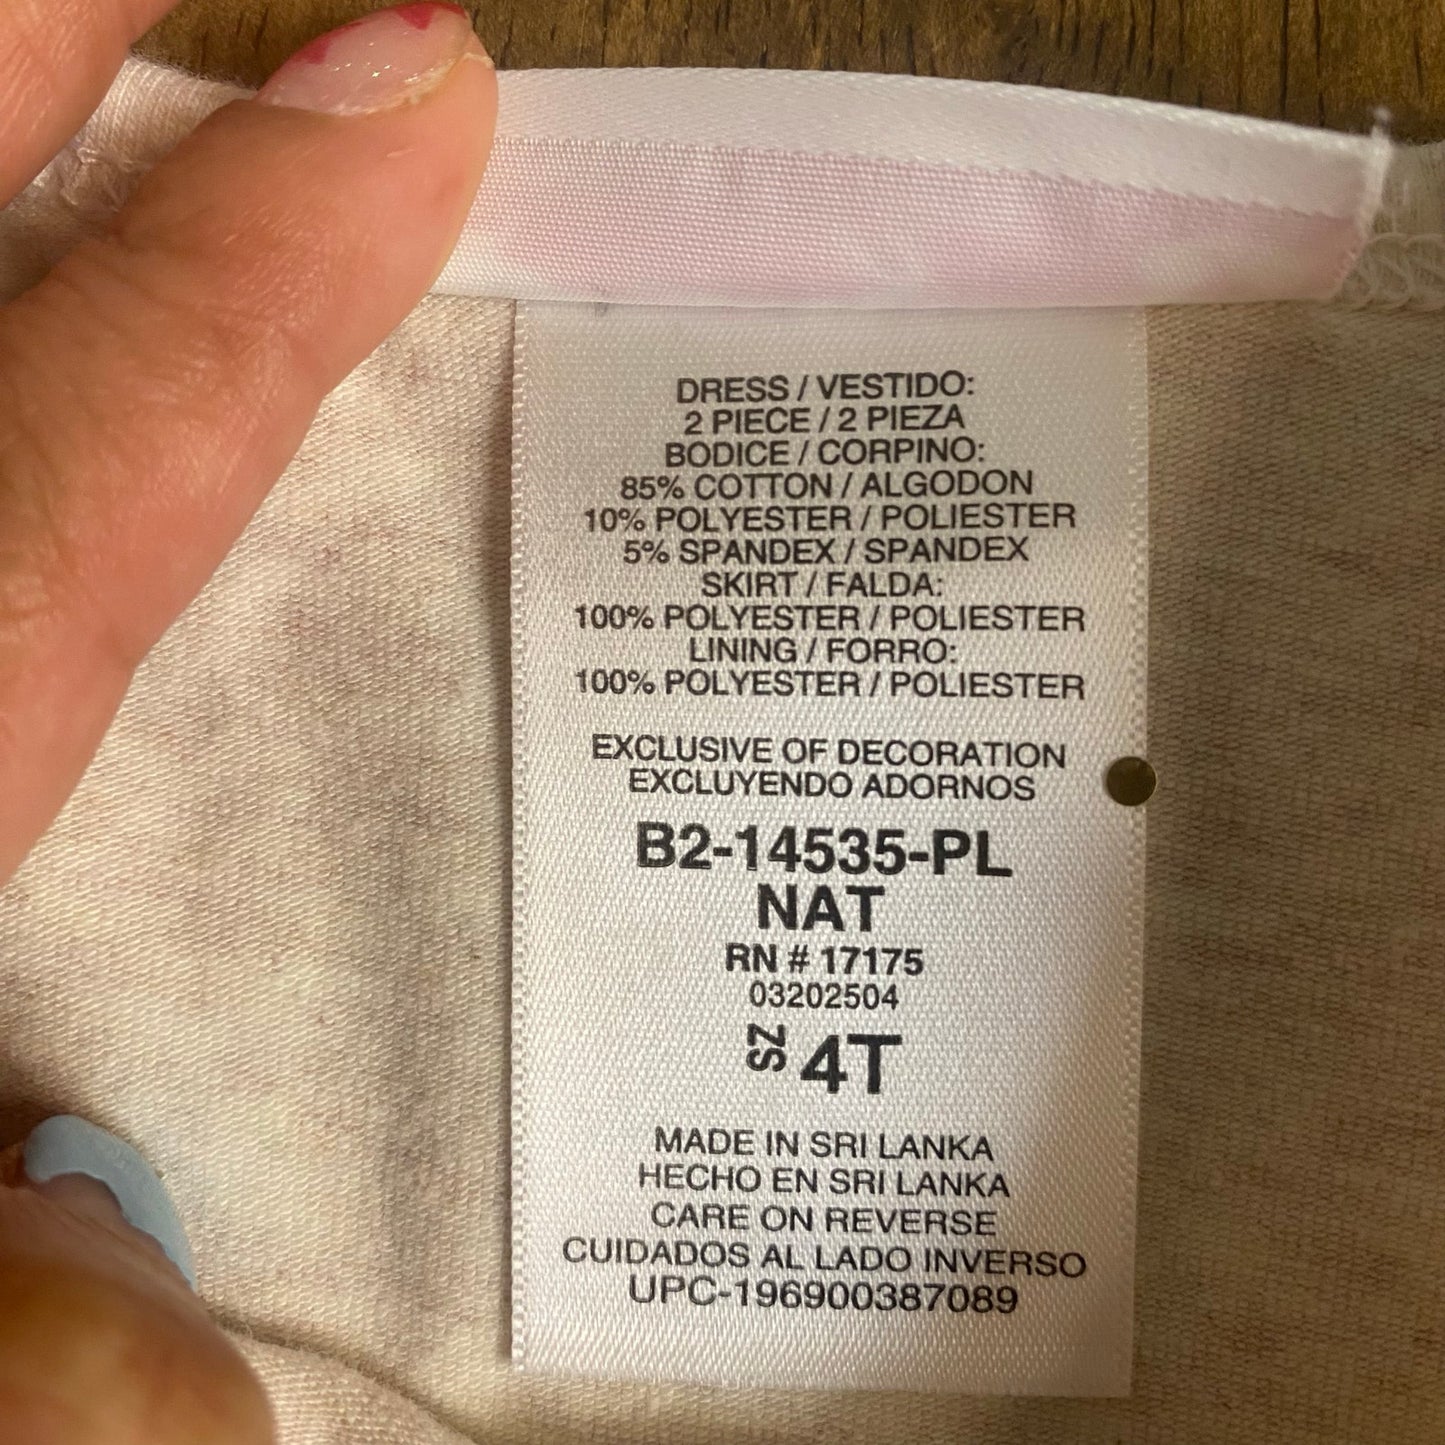 DRESS / VESTIDO:
2 PIECE / 2 PIEZA
BODICE / CORPINO:
85% COTTON / ALGODON
10% POLYESTER / POLIESTER
5% SPANDEX / SPANDEX
SKIRT / FALDA:
100% POLYESTER / POLIESTER
LINING / FORRO:
100% POLYESTER / POLIESTER
EXCLUSIVE OF DECORATION
EXCLUYENDO ADORNOS
B2-14535-PL
NAT
RN # 17175
03202504
SZ 4T
MADE IN SRI LANKA
HECHO EN SRI LANKA
CARE ON REVERSE
CUIDADOS AL LADO INVERSO
UPC-196900387089